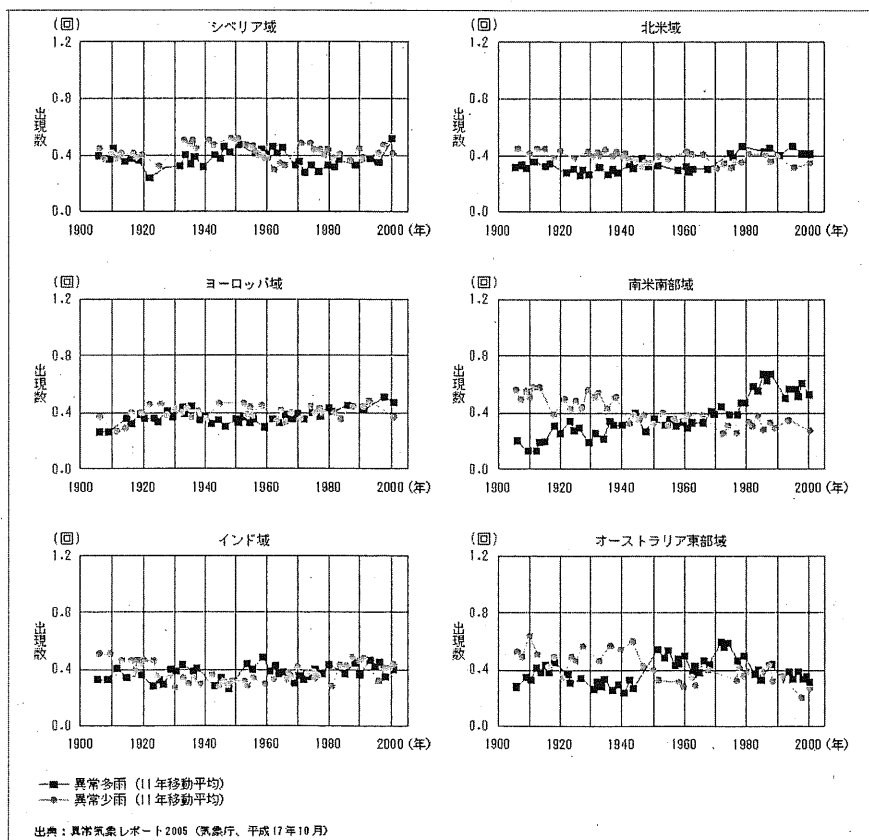 (回) シベリア域
1.2
0.8
0.4
0.0
出現数
1900 1920 1940 1960 1980 2000 (年)
(回) 北米域
1.2
0.8
0.4
0.0
出現数
1900 1920 1940 1960 1980 2000 (年)
(回) ヨーロッパ域
1.2
0.8
0.4
0.0
出現数
1900 1920 1940 1960 1980 2000 (年)
(回) 南米南部域
1.2
0.8
0.4
0.0
出現数
1900 1920 1940 1960 1980 2000 (年)
(回) インド域
1.2
0.8
0.4
0.0
出現数
1900 1920 1940 1960 1980 2000 (年)
(回) オーストラリア東部域
1.2
0.8
0.4
0.0
出現数
1900 1920 1940 1960 1980 2000 (年)
異常多雨 (11年移動平均)
異常少雨 (11年移動平均)
出典:異常気象レポート2005 (気象庁、平成17年10月)